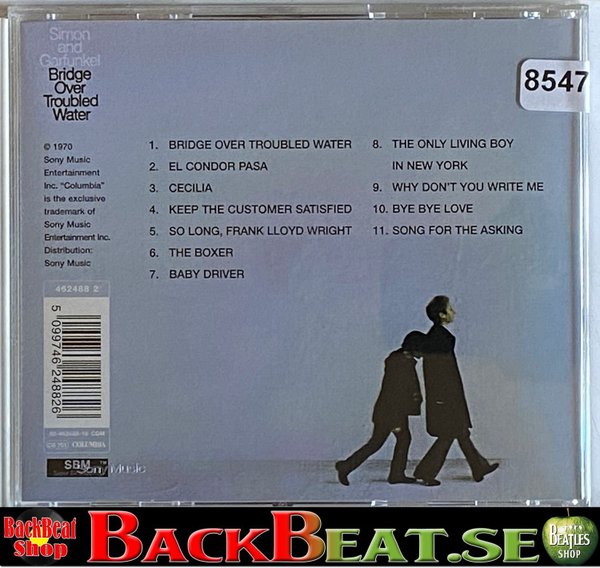 Simon
and
Garfunkel
Bridge
Over
Troubled
Water
8547
© 1970
Sony Music
Entertainment
Inc. "Columbia"
is the exclusive
trademark of
Sony Music
Entertainment Inc.
Distribution:
Sony Music
1. BRIDGE OVER TROUBLED WATER
2. EL CONDOR PASA
3. CECILIA
4. KEEP THE CUSTOMER SATISFIED
5. SO LONG, FRANK LLOYD WRIGHT
6. THE BOXER
7. BABY DRIVER
8. THE ONLY LIVING BOY
IN NEW YORK
9. WHY DON'T YOU WRITE ME
10. BYE BYE LOVE
11. SONG FOR THE ASKING
462488 2
5 099746 248826
COLUMBIA
SBM™
Sony Music
BackBeat
Shop
BACKBEAT.SE
BEATLES
SHOP